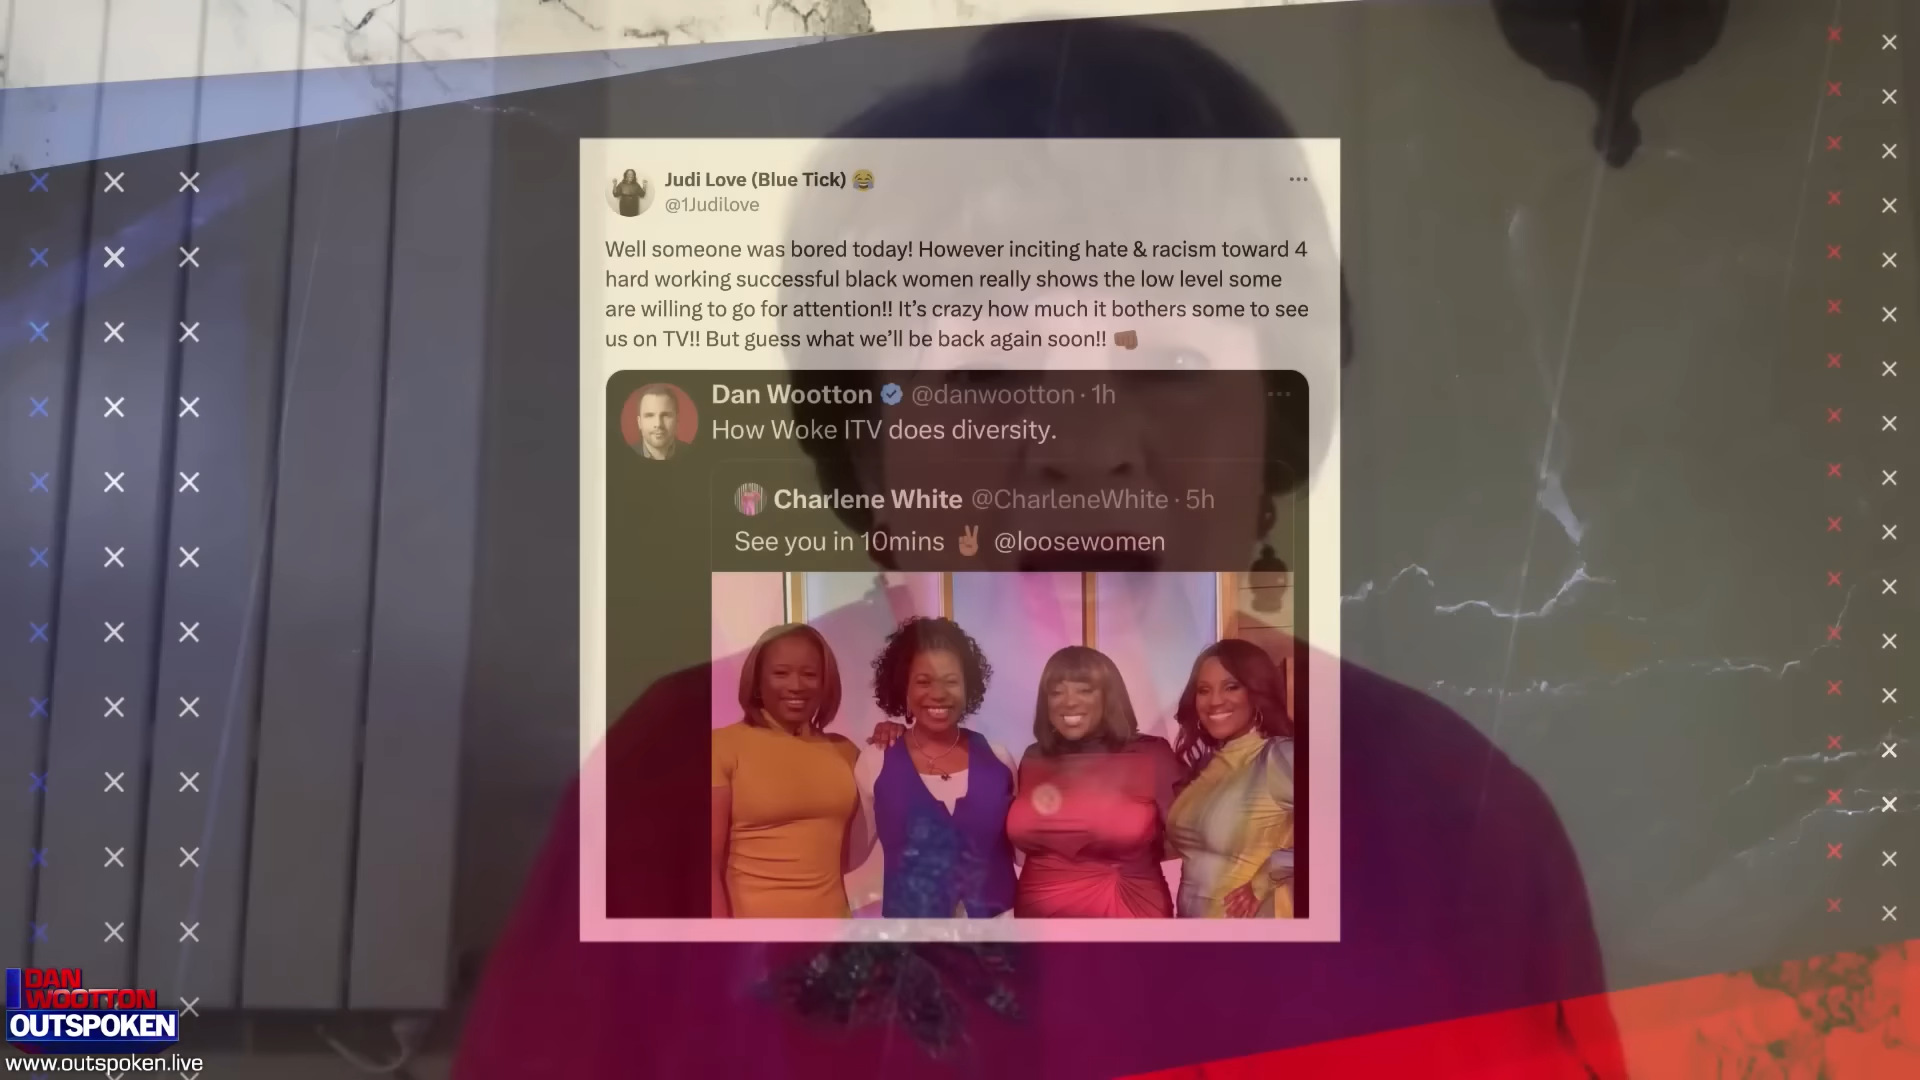 Judi Love (Blue Tick) 😂
@1Judilove
Well someone was bored today! However inciting hate & racism toward 4
hard working successful black women really shows the low level some
are willing to go for attention!! It’s crazy how much it bothers some to see
us on TV!! But guess what we’ll be back again soon!! 👊🏿
Dan Wootton @danwootton · 1h
How Woke ITV does diversity.
Charlene White @CharleneWhite · 5h
See you in 10mins ✌🏽 @loosewomen
DAN
WOOTTON
OUTSPOKEN
www.outspoken.live